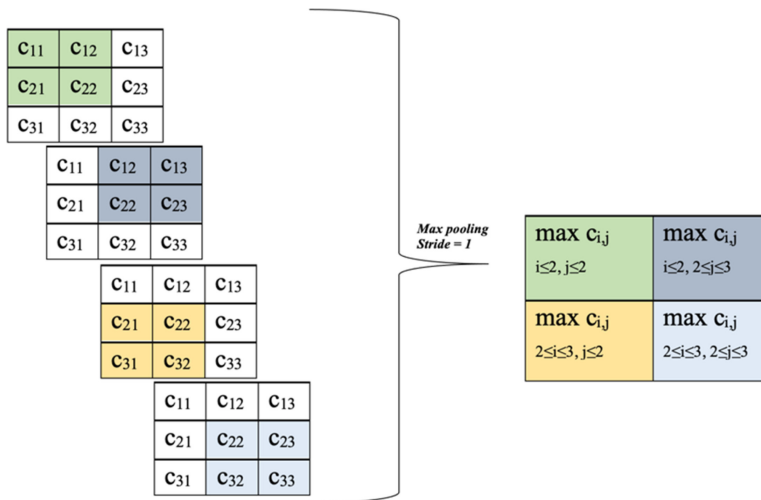 c₁₁ c₁₂ c₁₃
c₂₁ c₂₂ c₂₃
c₃₁ c₃₂ c₃₃
c₁₁ c₁₂ c₁₃
c₂₁ c₂₂ c₂₃
c₃₁ c₃₂ c₃₃
c₁₁ c₁₂ c₁₃
c₂₁ c₂₂ c₂₃
c₃₁ c₃₂ c₃₃
c₁₁ c₁₂ c₁₃
c₂₁ c₂₂ c₂₃
c₃₁ c₃₂ c₃₃
Max pooling
Stride = 1
max cᵢ,ⱼ
i≤2, j≤2
max cᵢ,ⱼ
i≤2, 2≤j≤3
max cᵢ,ⱼ
2≤i≤3, j≤2
max cᵢ,ⱼ
2≤i≤3, 2≤j≤3